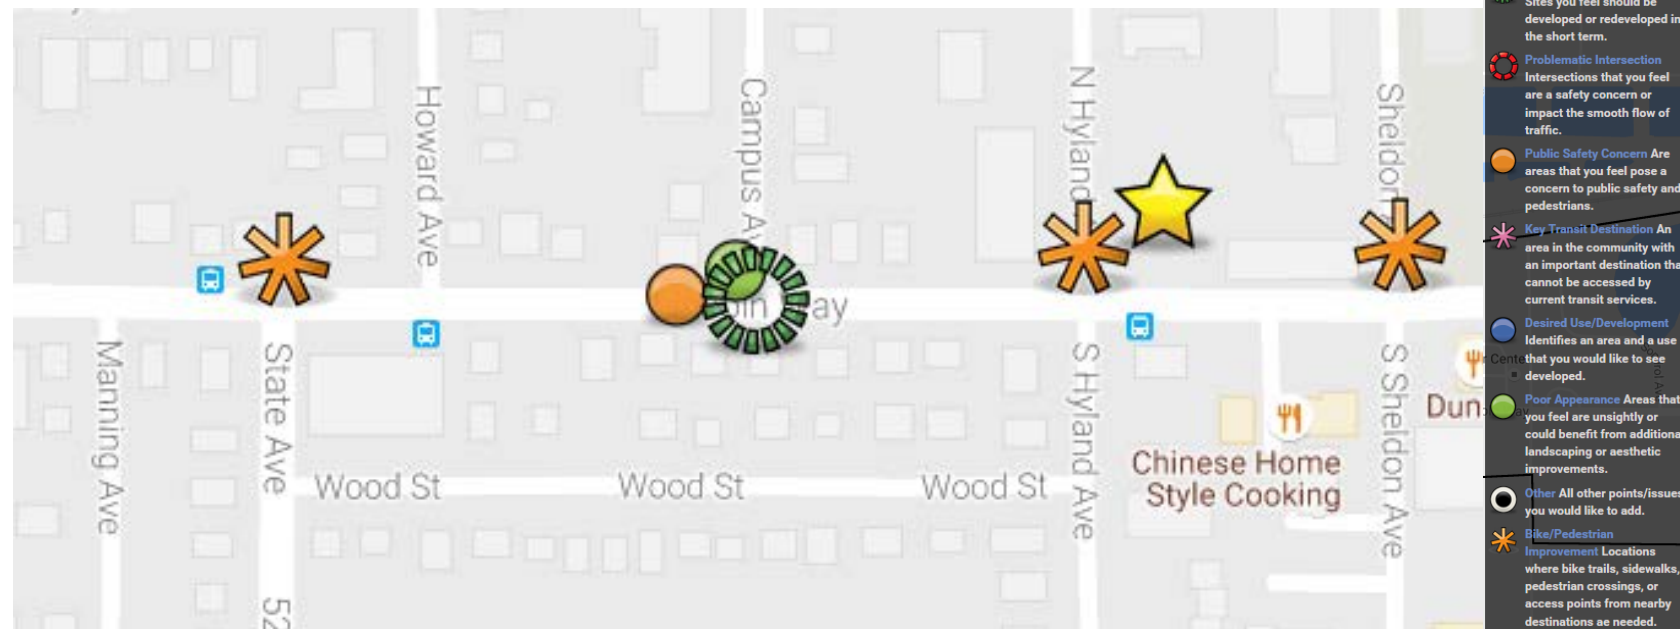 Howard Ave
Campus Av
N Hyland
Sheldon
oin
ay
Manning Ave
State Ave
52
S Hyland Ave
S Sheldon Ave
Wood St
Wood St
Wood St
Chinese Home
Style Cooking
Dun
Sites you feel should be
developed or redeveloped in
the short term.
Problematic Intersection
Intersections that you feel
are a safety concern or
impact the smooth flow of
traffic.
Public Safety Concern Are
areas that you feel pose a
concern to public safety and
pedestrians.
Key Transit Destination An
area in the community with
an important destination tha
cannot be accessed by
current transit services.
Desired Use/Development
Identifies an area and a use
that you would like to see
developed.
Poor Appearance Areas that
you feel are unsightly or
could benefit from additiona
landscaping or aesthetic
improvements.
Other All other points/issues
you would like to add.
Bike/Pedestrian
Improvement Locations
where bike trails, sidewalks,
pedestrian crossings, or
access points from nearby
destinations ae needed.